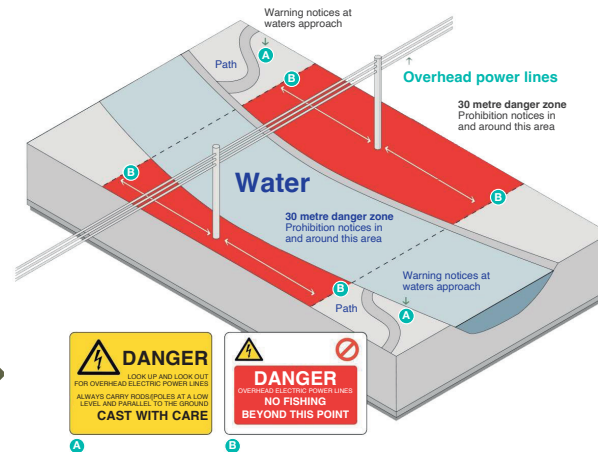 Warning notices at
waters approach
A
Path
B
Overhead power lines
30 metre danger zone
Prohibition notices in
and around this area
B
B
Water
30 metre danger zone
Prohibition notices in
and around this area
Warning notices at
waters approach
B
A
Path
DANGER
LOOK UP AND LOOK OUT
FOR OVERHEAD ELECTRIC POWER LINES
ALWAYS CARRY RODS/(POLES AT A LOW
LEVEL AND PARALLEL TO THE GROUND
CAST WITH CARE
A
DANGER
OVERHEAD ELECTRIC POWER LINES
NO FISHING
BEYOND THIS POINT
B